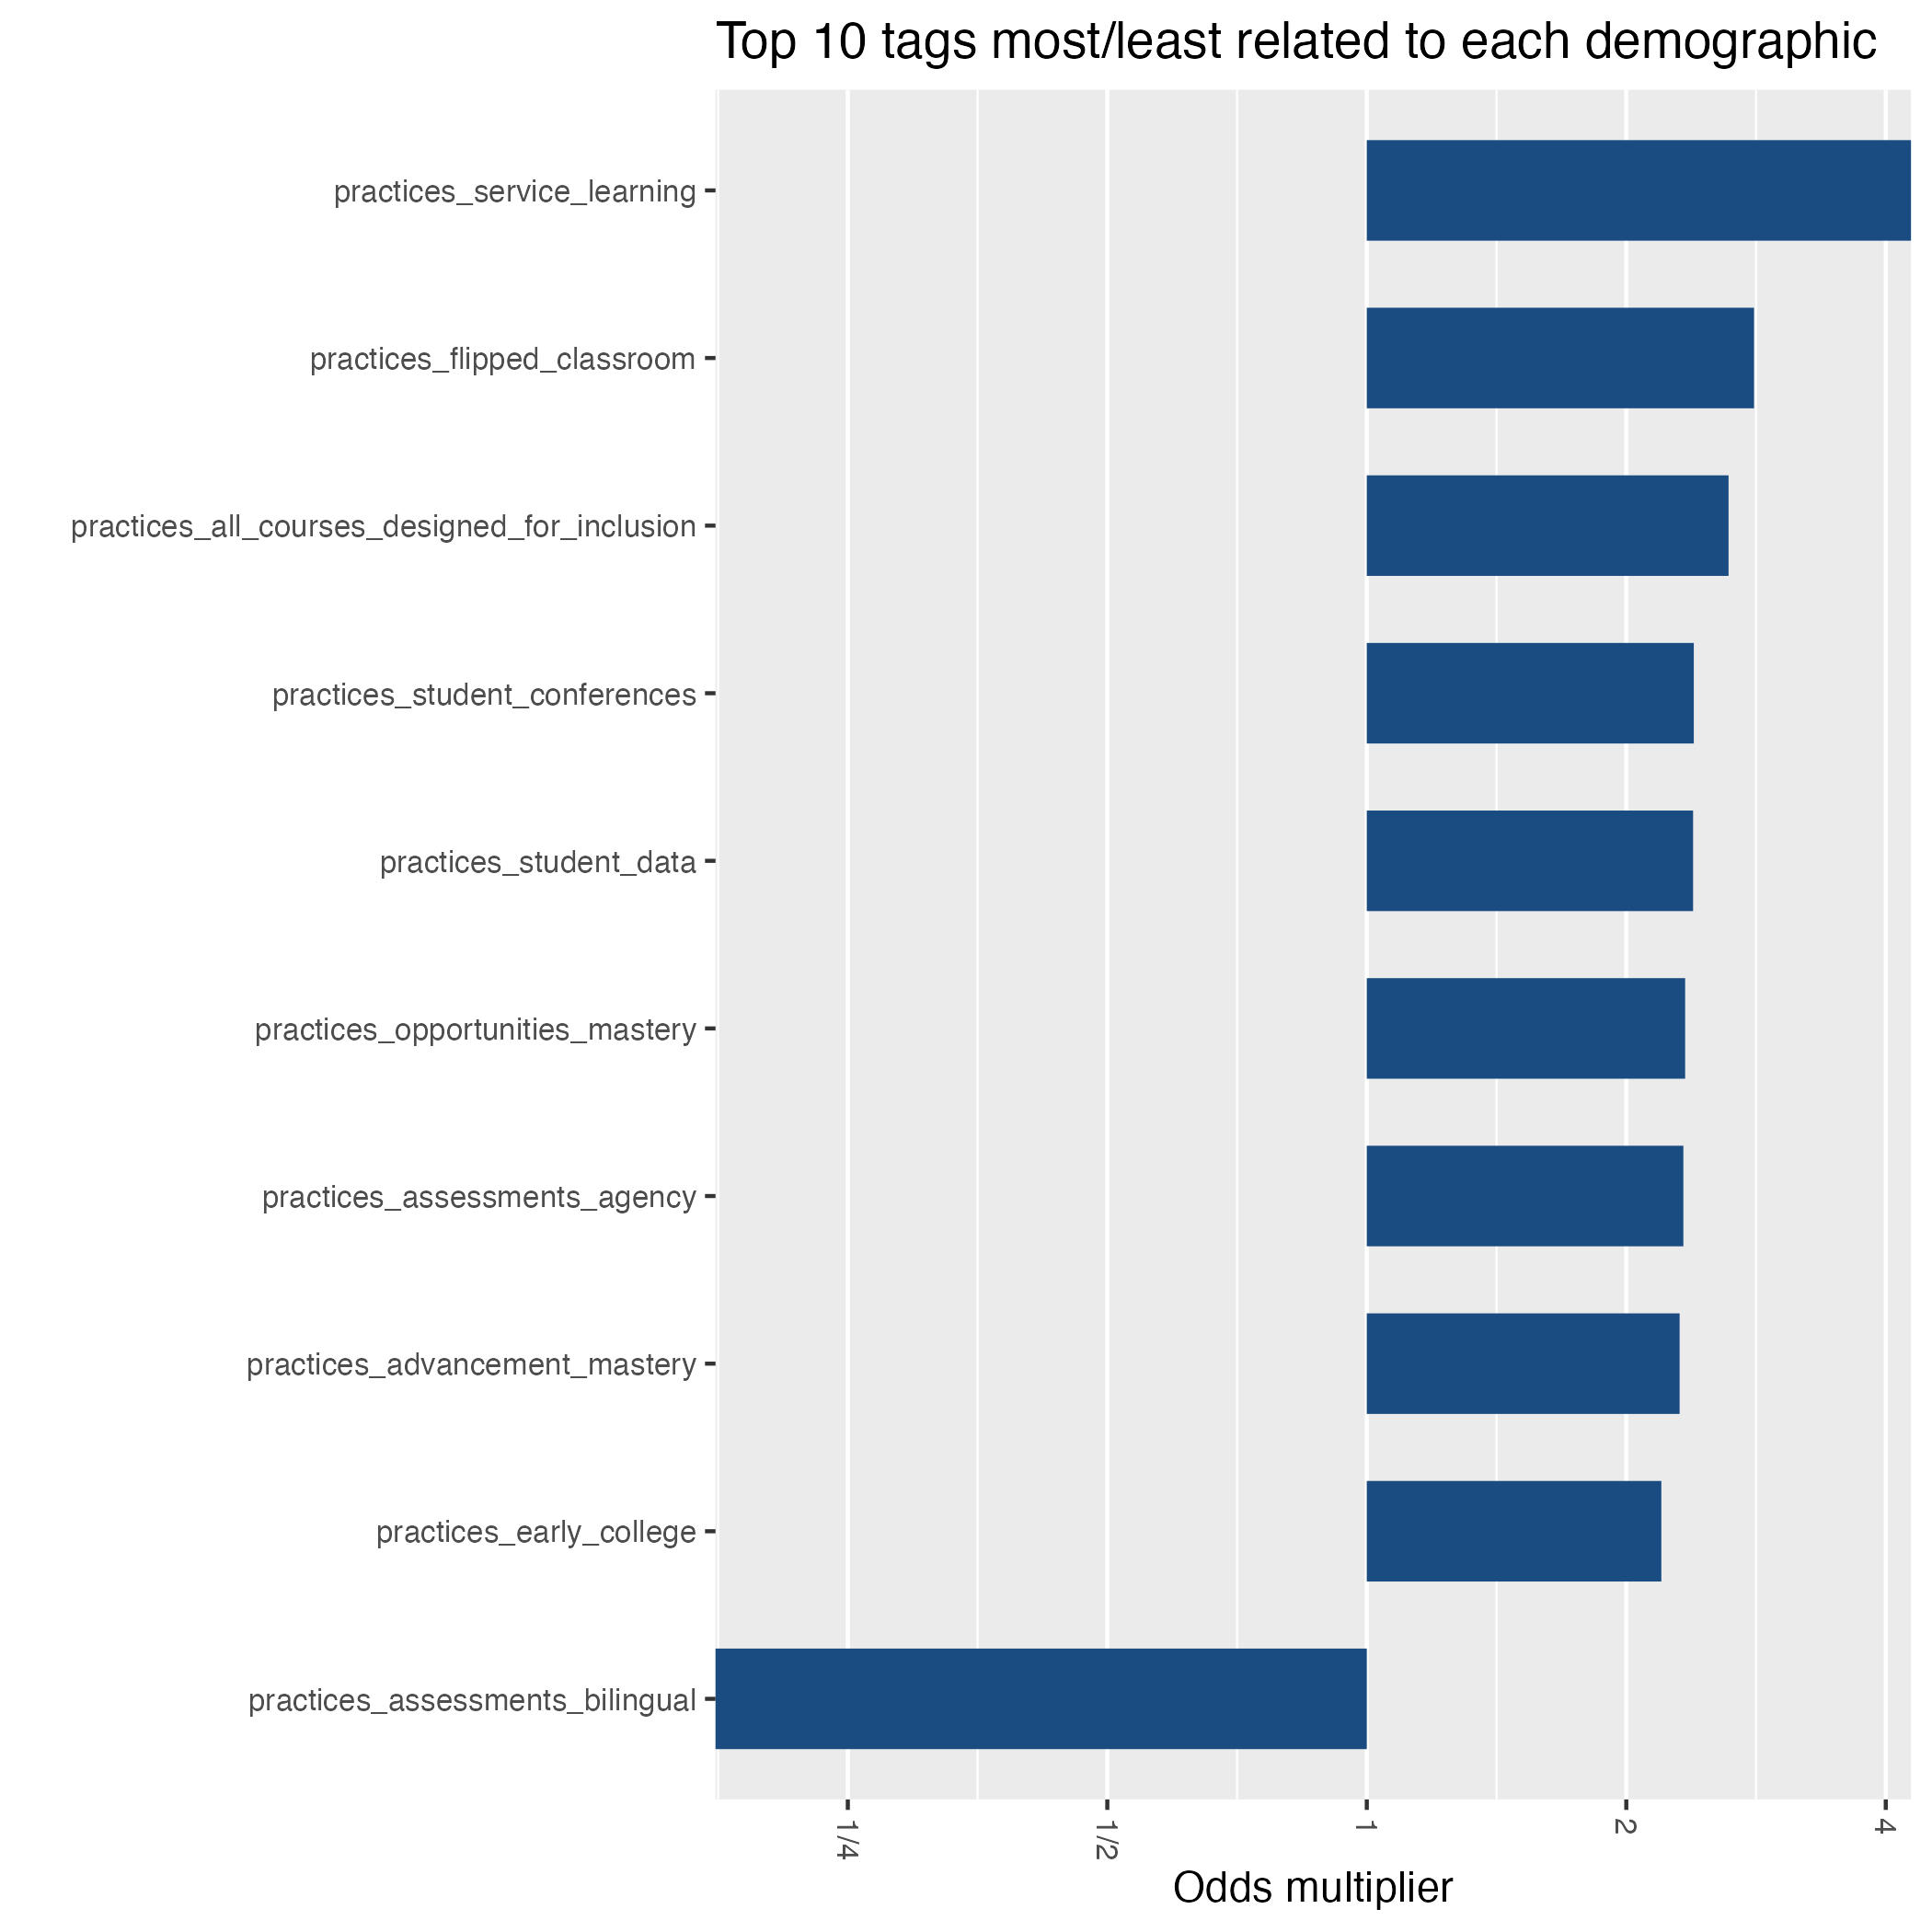 Top 10 tags most/least related to each demographic
practices_service_learning
practices_flipped_classroom
practices_all_courses_designed_for_inclusion
practices_student_conferences
practices_student_data
practices_opportunities_mastery
practices_assessments_agency
practices_advancement_mastery
practices_early_college
practices_assessments_bilingual
1/4 1/2 1 2 4
Odds multiplier